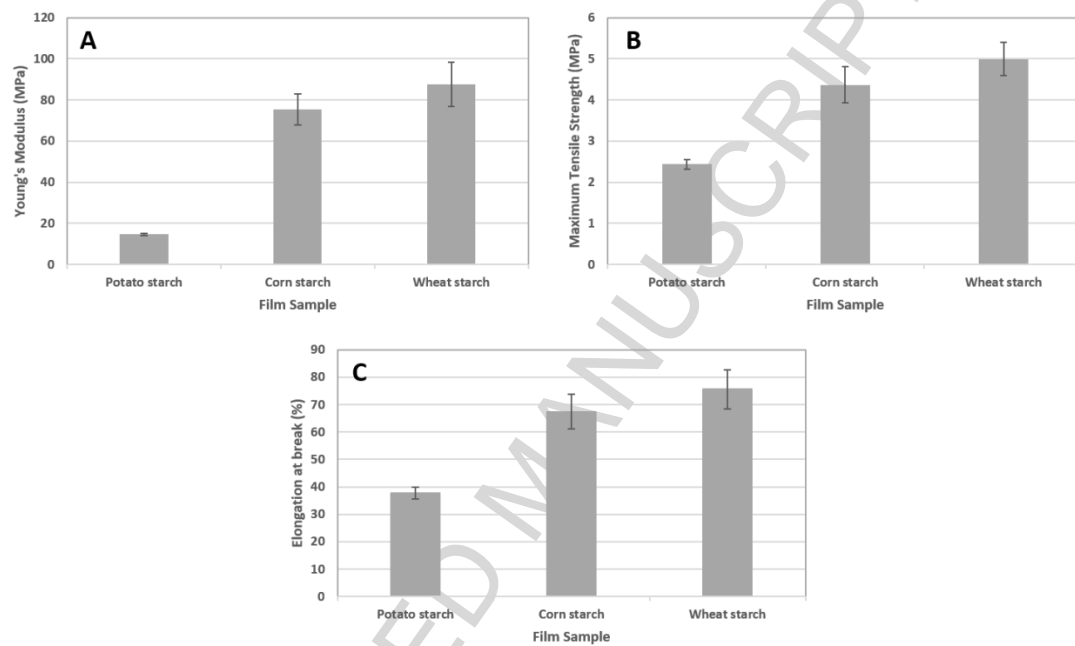 A
Young's Modulus (MPa)
120
100
80
60
40
20
0
Potato starch Corn starch Wheat starch
Film Sample
B
Maximum Tensile Strength (MPa)
6
5
4
3
2
1
0
Potato starch Corn starch Wheat starch
Film Sample
C
Elongation at break (%)
90
80
70
60
50
40
30
20
10
0
Potato starch Corn starch Wheat starch
Film Sample
ED MANUSCRIP